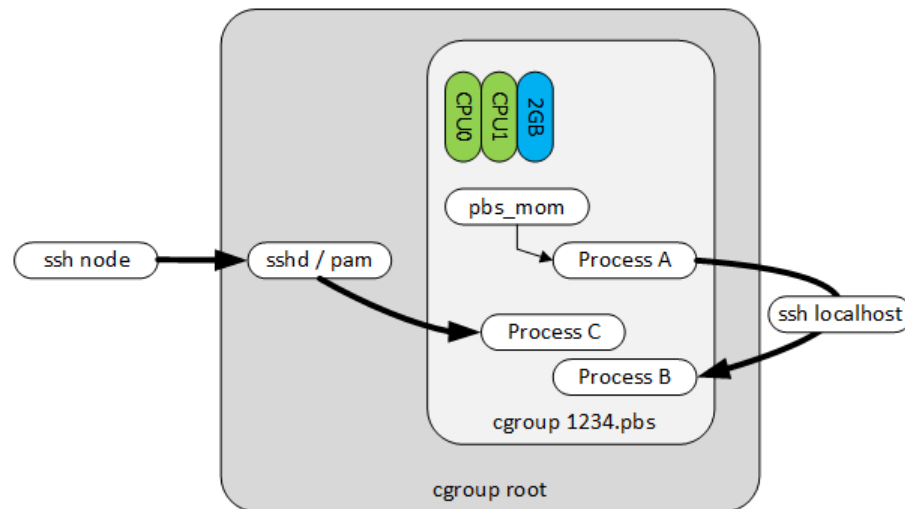 CPU0
CPU1
2GB
pbs_mom
ssh node
sshd / pam
Process A
ssh localhost
Process C
Process B
cgroup 1234.pbs
cgroup root